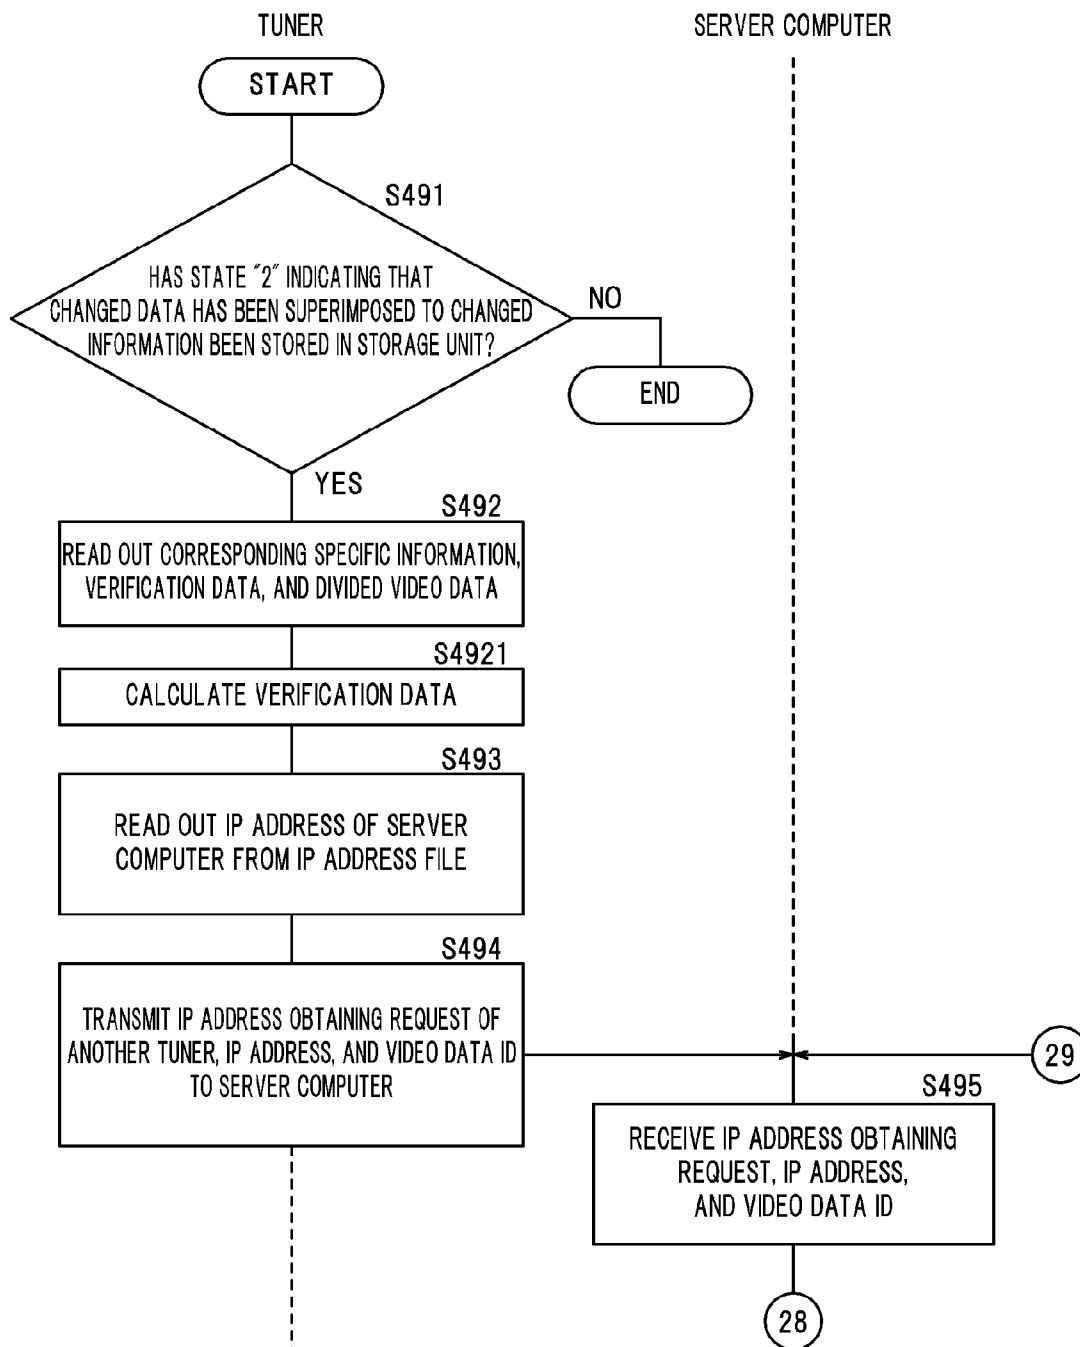 TUNER
SERVER COMPUTER
START
S491
HAS STATE "2" INDICATING THAT
CHANGED DATA HAS BEEN SUPERIMPOSED TO CHANGED
INFORMATION BEEN STORED IN STORAGE UNIT?
NO
END
YES
S492
READ OUT CORRESPONDING SPECIFIC INFORMATION,
VERIFICATION DATA, AND DIVIDED VIDEO DATA
S4921
CALCULATE VERIFICATION DATA
S493
READ OUT IP ADDRESS OF SERVER
COMPUTER FROM IP ADDRESS FILE
S494
TRANSMIT IP ADDRESS OBTAINING REQUEST OF
ANOTHER TUNER, IP ADDRESS, AND VIDEO DATA ID
TO SERVER COMPUTER
29
S495
RECEIVE IP ADDRESS OBTAINING
REQUEST, IP ADDRESS,
AND VIDEO DATA ID
28